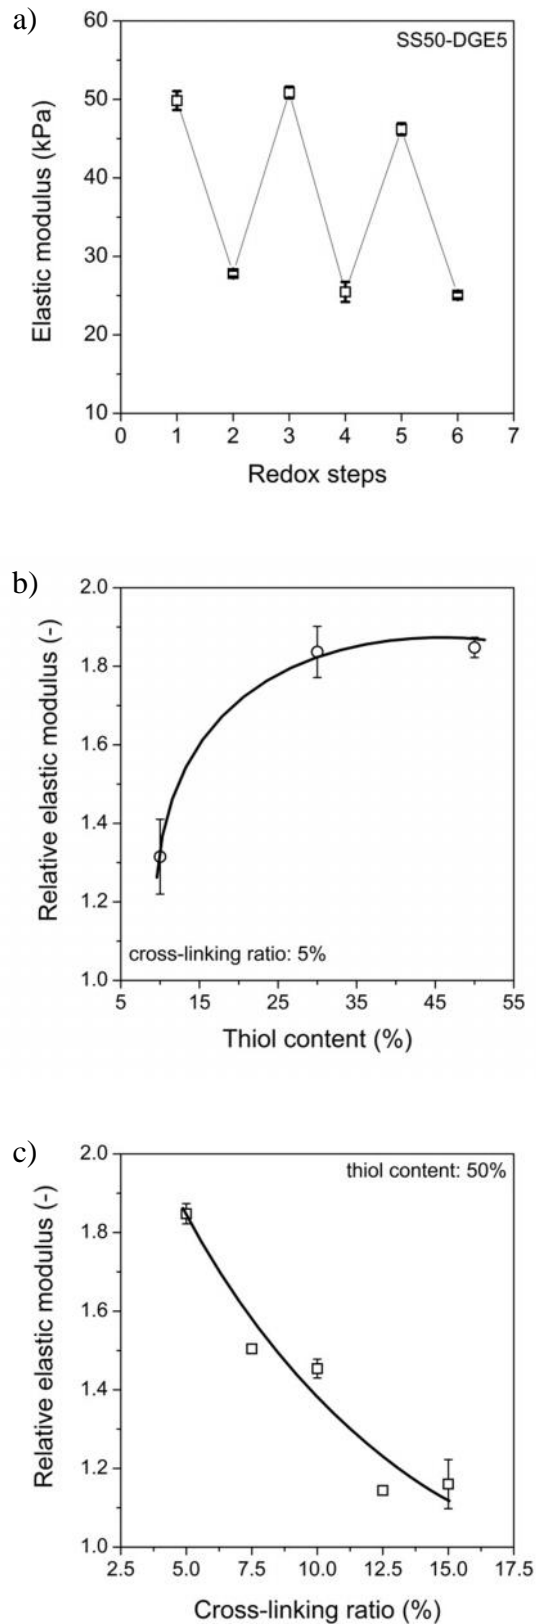 a)
SS50-DGE5
Elastic modulus (kPa)
60
50
40
30
20
10
0 1 2 3 4 5 6 7
Redox steps
b)
Relative elastic modulus (-)
2.0
1.8
1.6
1.4
1.2
1.0
cross-linking ratio: 5%
5 15 25 35 45 55
Thiol content (%)
c)
thiol content: 50%
Relative elastic modulus (-)
2.0
1.8
1.6
1.4
1.2
1.0
2.5 5.0 7.5 10.0 12.5 15.0 17.5
Cross-linking ratio (%)